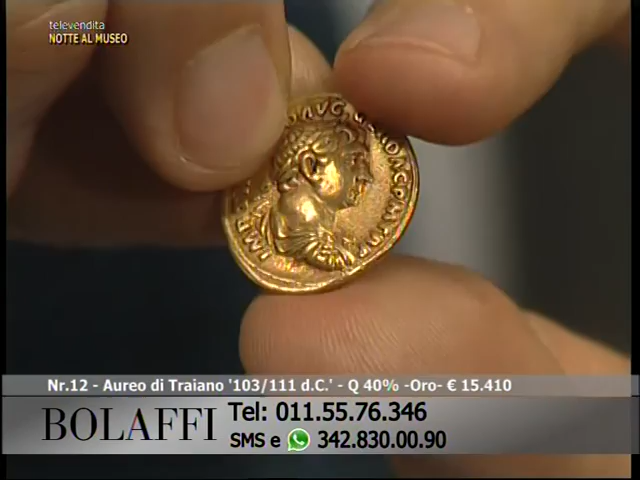 televendita
NOTTE AL MUSEO
Nr.12 - Aureo di Traiano '103/111 d.C.' - Q 40% -Oro- € 15.410
BOLAFFI
Tel: 011.55.76.346
SMS e 342.830.00.90